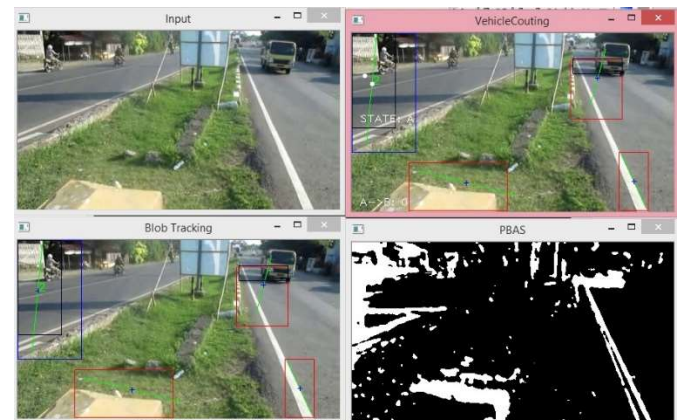 Input
VehicleCouting
STATE: A
A->B: 0
Blob Tracking
PBAS